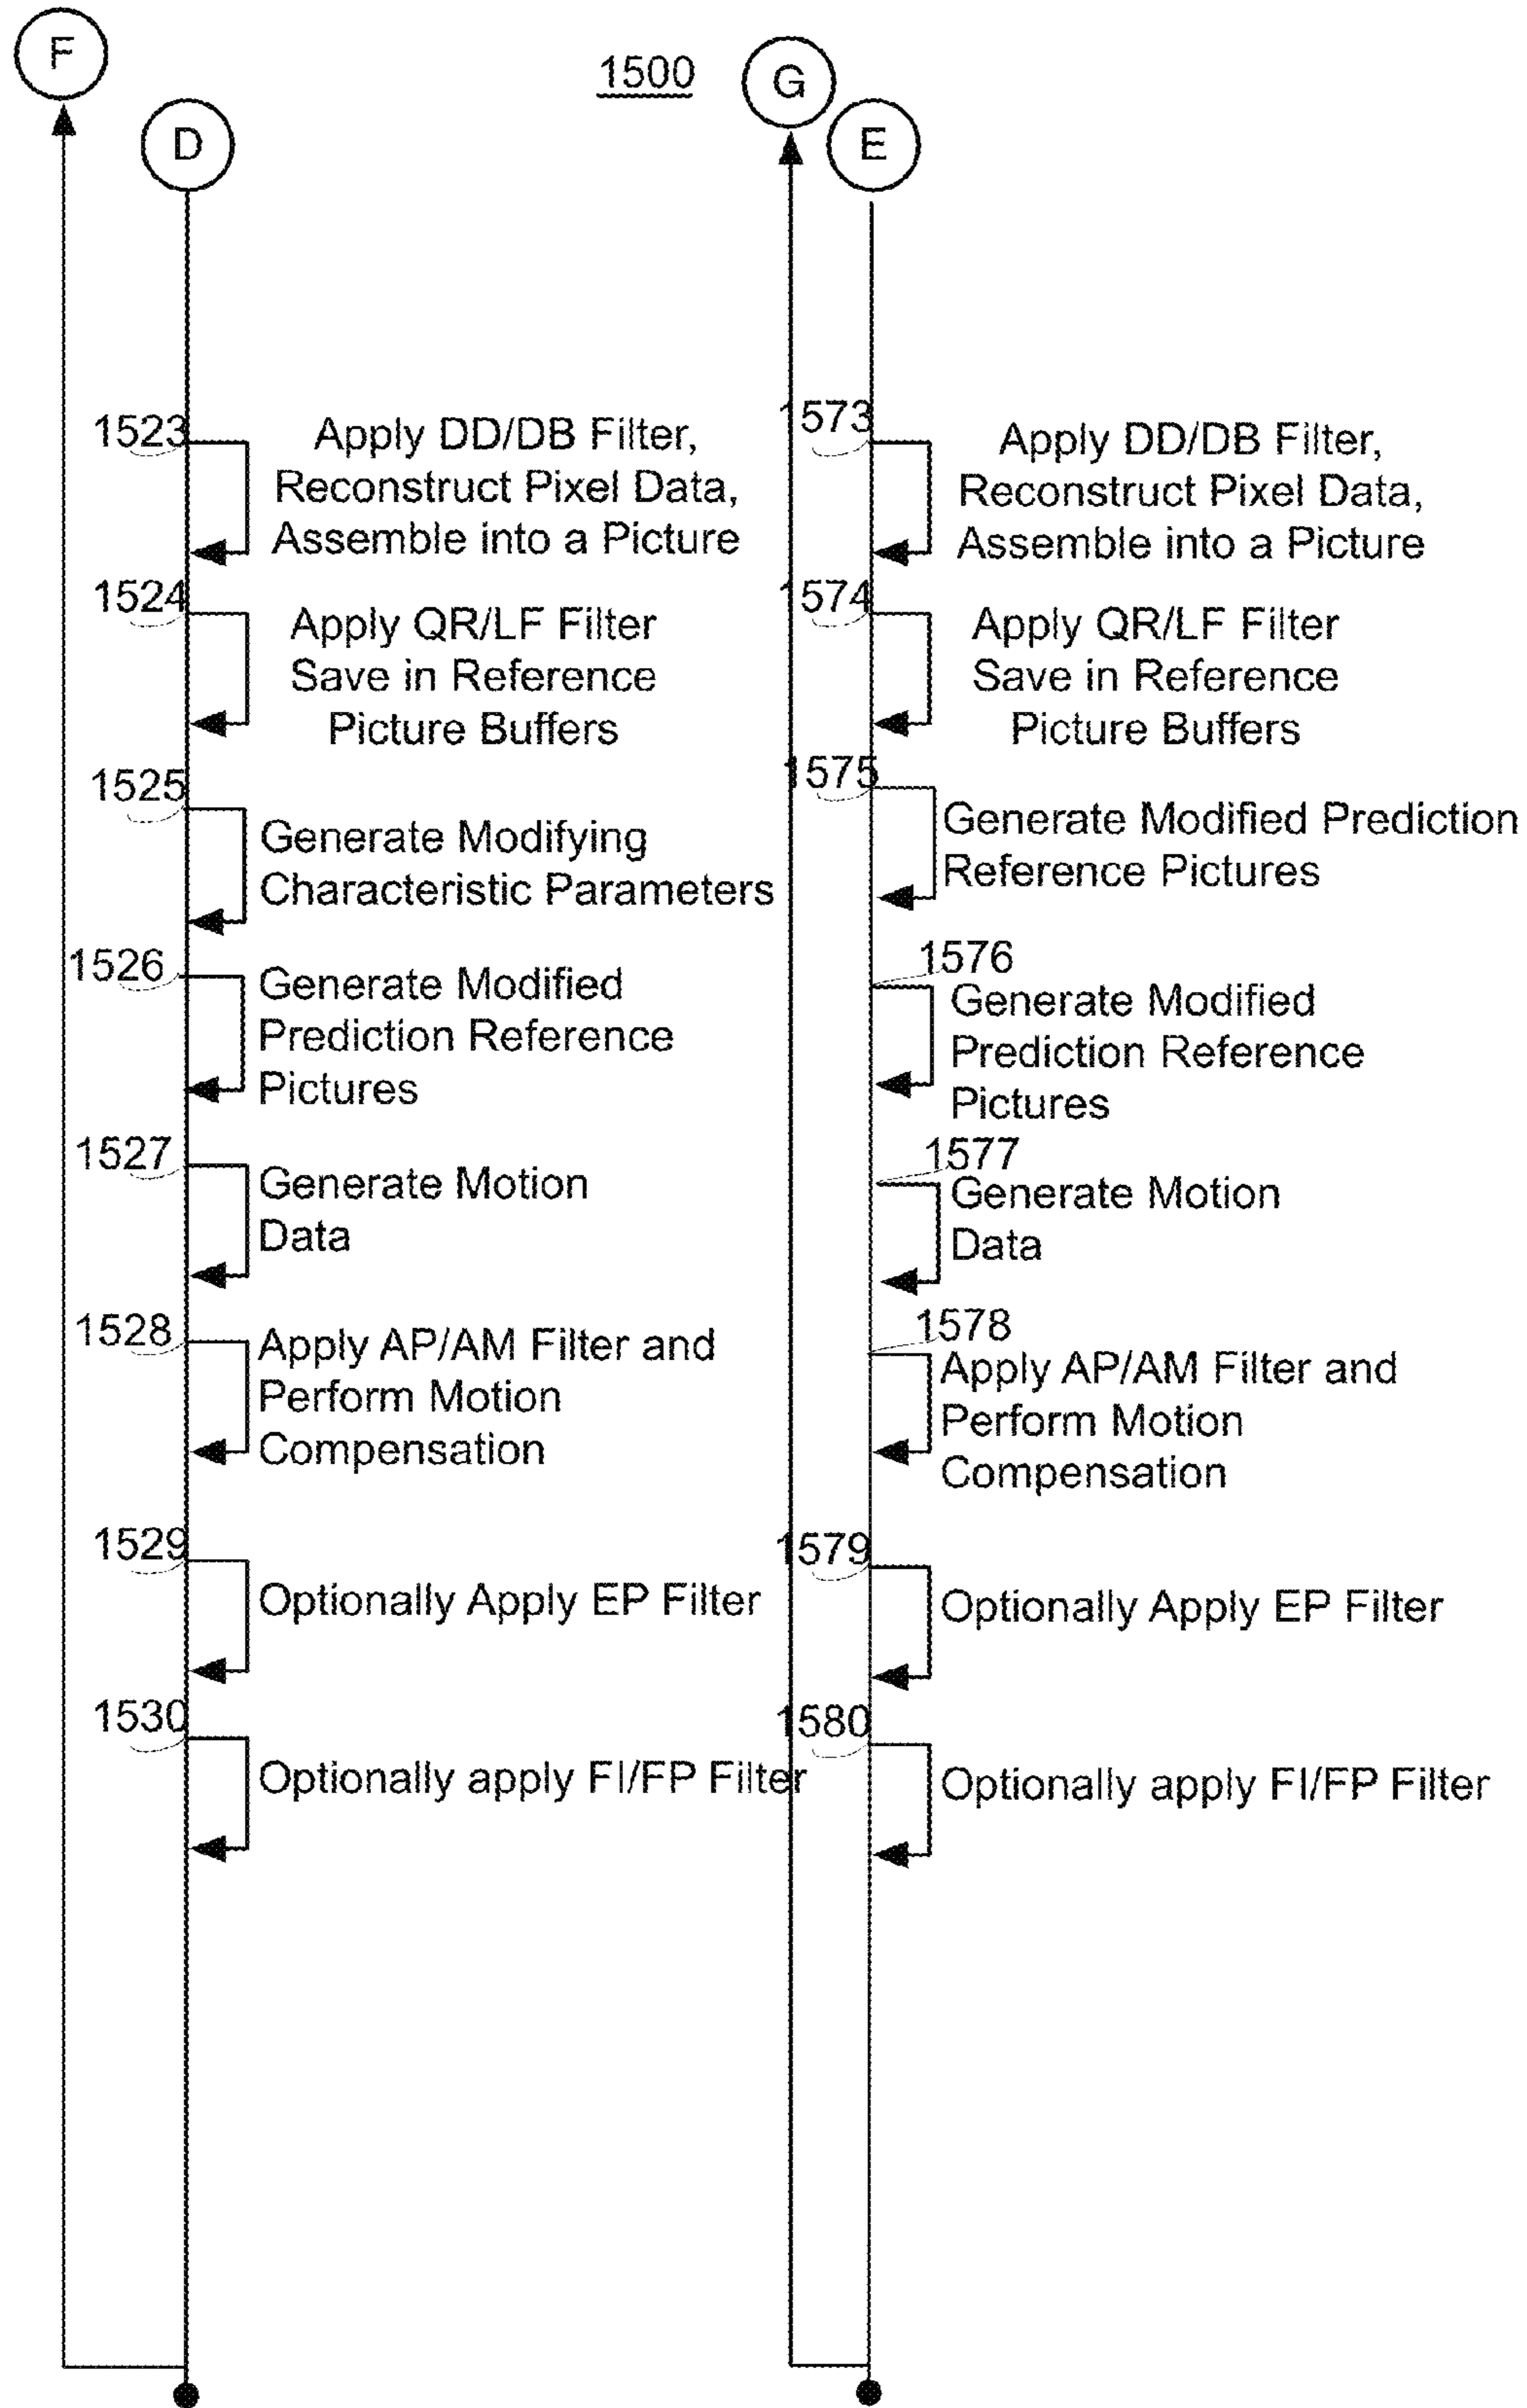 F
1500
G
D
E
1523
Apply DD/DB Filter,
Reconstruct Pixel Data,
Assemble into a Picture
1524
Apply QR/LF Filter
Save in Reference
Picture Buffers
1525
Generate Modifying
Characteristic Parameters
1526
Generate Modified
Prediction Reference
Pictures
1527
Generate Motion
Data
1528
Apply AP/AM Filter and
Perform Motion
Compensation
1529
Optionally Apply EP Filter
1530
Optionally apply FI/FP Filter
1573
Apply DD/DB Filter,
Reconstruct Pixel Data,
Assemble into a Picture
1574
Apply QR/LF Filter
Save in Reference
Picture Buffers
1575
Generate Modified Prediction
Reference Pictures
1576
Generate Modified
Prediction Reference
Pictures
1577
Generate Motion
Data
1578
Apply AP/AM Filter and
Perform Motion
Compensation
1579
Optionally Apply EP Filter
1580
Optionally apply FI/FP Filter